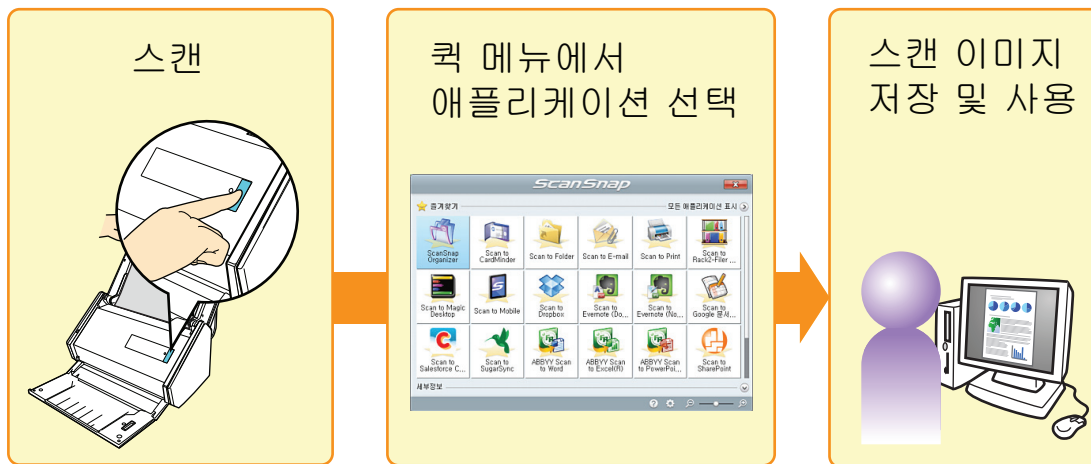 스캔
퀵 메뉴에서
애플리케이션 선택
ScanSnap
즐겨찾기
모든 애플리케이션 표시
ScanSnap
Organizer
Scan to
CardMinder
Scan to Folder
Scan to E-mail
Scan to Print
Scan to
Rack2-Filer ...
Scan to Magic
Desktop
Scan to Mobile
Scan to
Dropbox
Scan to
Evernote (Do...
Scan to
Evernote (No...
Scan to
Google 문서...
Scan to
Salesforce C...
Scan to
SugarSync
ABBYY Scan
to Word
ABBYY Scan
to Excel(R)
ABBYY Scan
to PowerPoi...
Scan to
SharePoint
세부정보
스캔 이미지
저장 및 사용